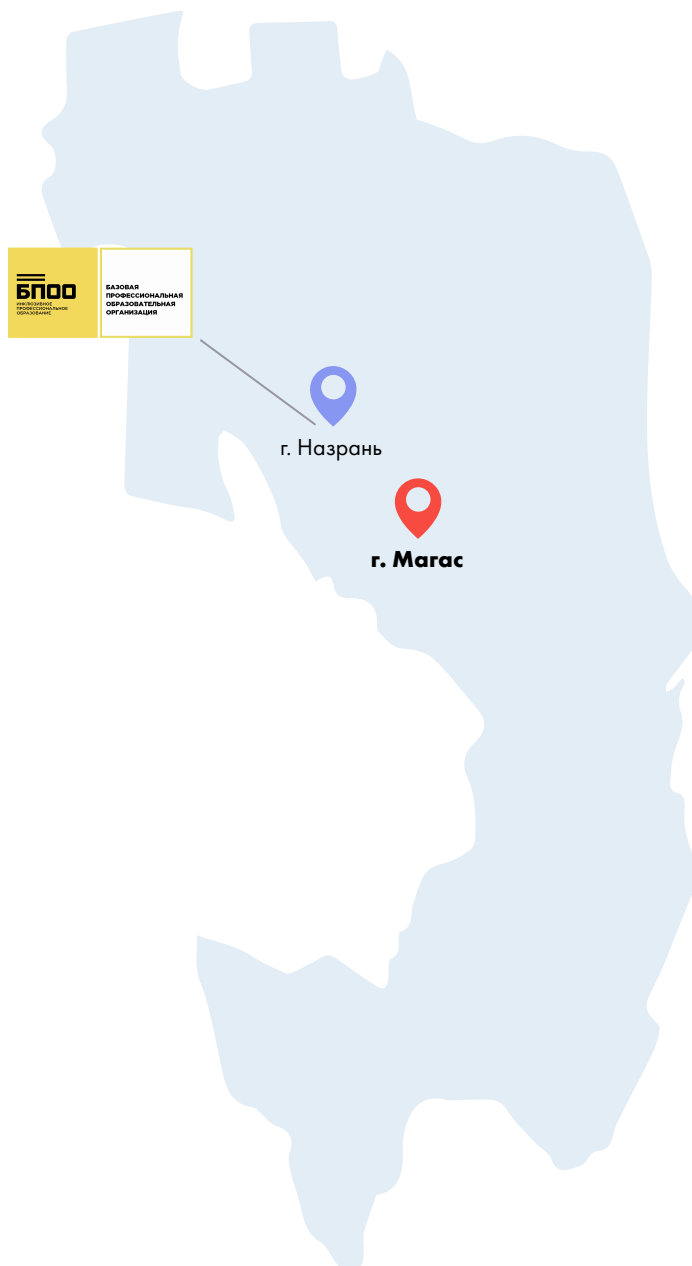 БПОО
ИНКЛЮЗИВНОЕ
ПРОФЕССИОНАЛЬНОЕ
ОБРАЗОВАНИЕ
БАЗОВАЯ
ПРОФЕССИОНАЛЬНАЯ
ОБРАЗОВАТЕЛЬНАЯ
ОРГАНИЗАЦИЯ
г. Назрань
г. Магас